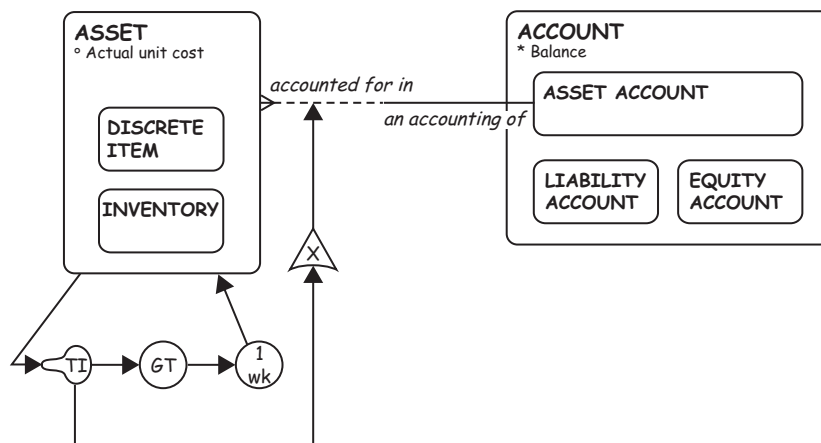 ASSET
° Actual unit cost
DISCRETE
ITEM
INVENTORY
accounted for in
an accounting of
ACCOUNT
* Balance
ASSET ACCOUNT
LIABILITY
ACCOUNT
EQUITY
ACCOUNT
X
TI
GT
1
wk